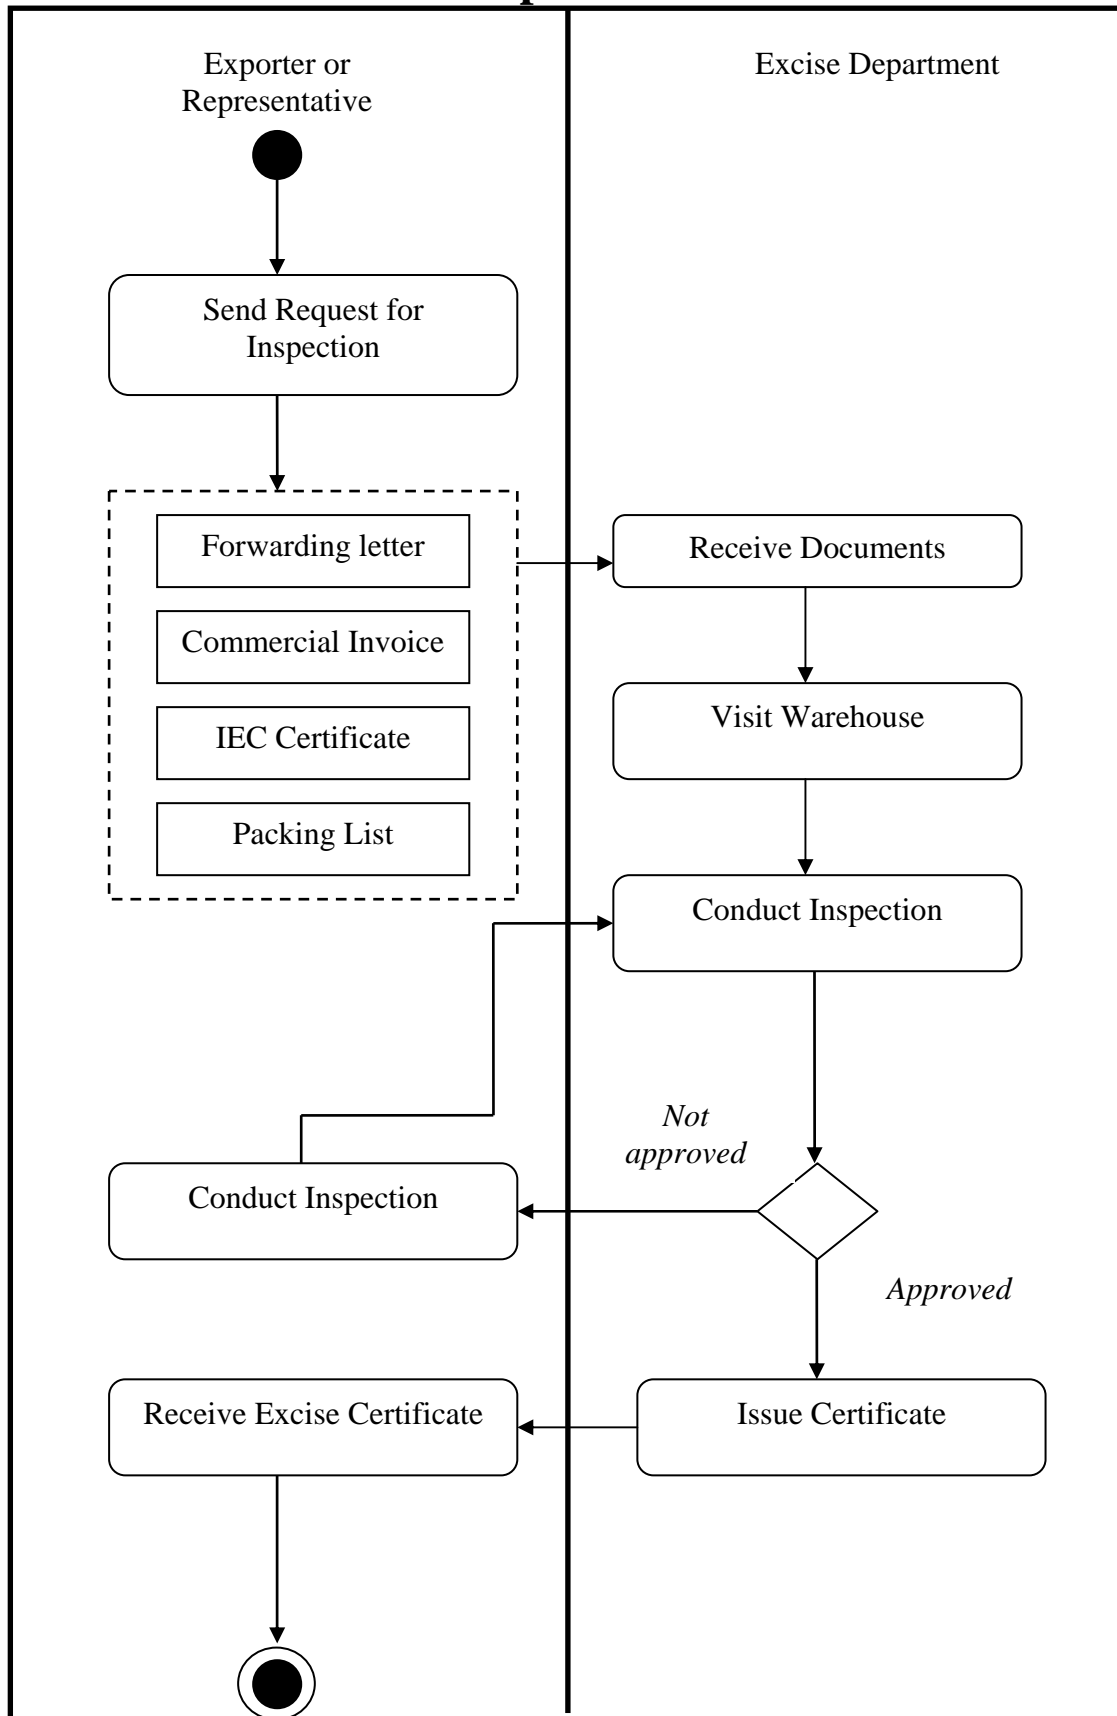 Exporter or
Representative
Excise Department
Send Request for
Inspection
Forwarding letter
Receive Documents
Commercial Invoice
Visit Warehouse
IEC Certificate
Packing List
Conduct Inspection
Not
approved
Conduct Inspection
Approved
Receive Excise Certificate
Issue Certificate